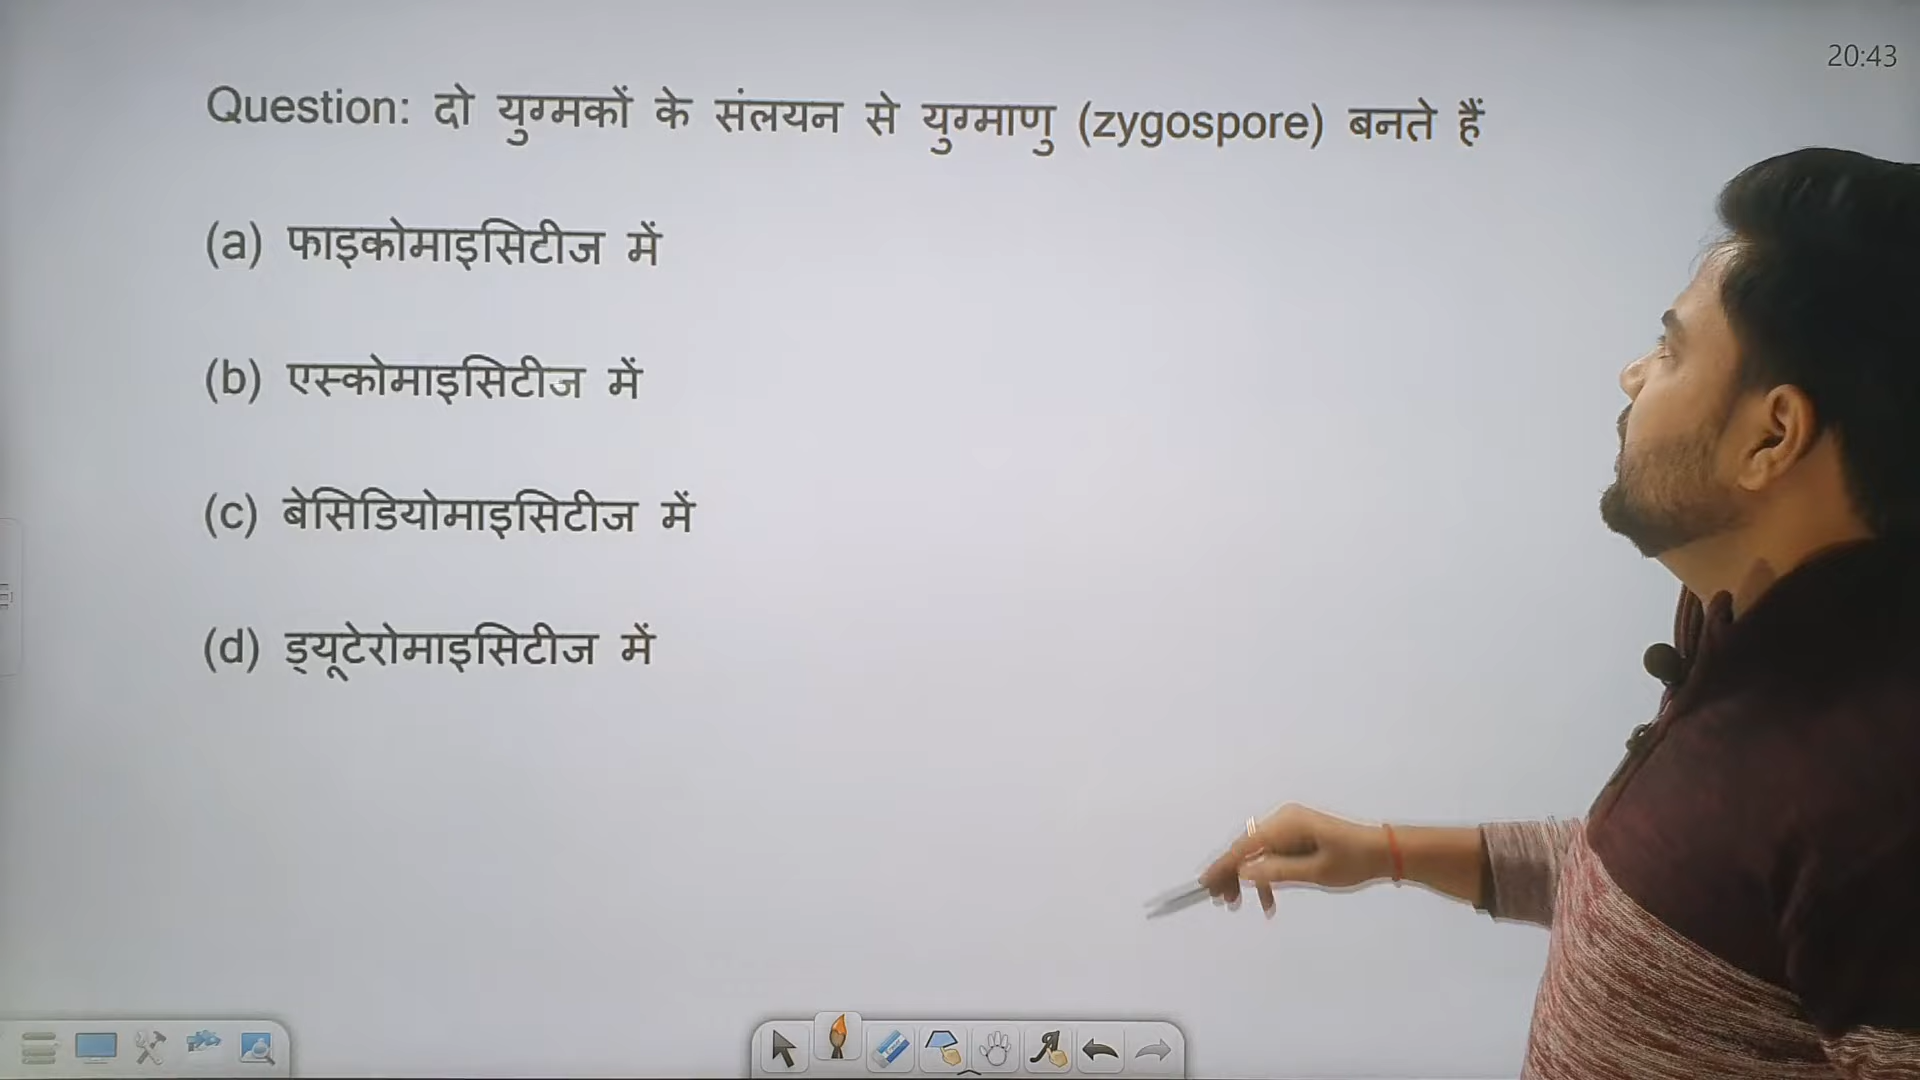 20:43
Question: दो युग्मकों के संलयन से युग्माणु (zygospore) बनते हैं
(a) फाइकोमाइसिटीज में
(b) एस्कोमाइसिटीज में
(c) बेसिडियोमाइसिटीज में
(d) ड्यूटेरोमाइसिटीज में